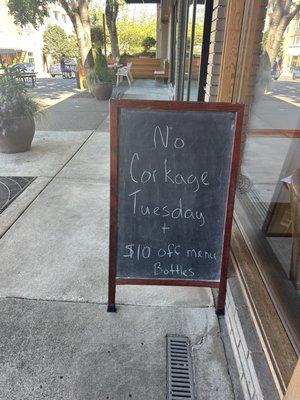 No
Corkage
Tuesday
+
$10 off menu
Bottles